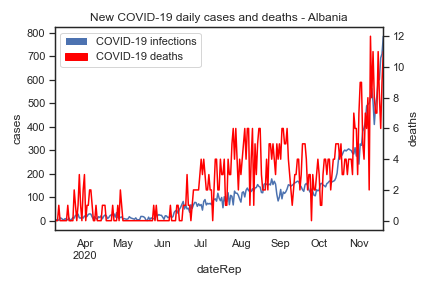 New COVID-19 daily cases and deaths - Albania
COVID-19 infections
COVID-19 deaths
800
700
600
500
400
300
200
100
0
cases
12
10
8
6
4
2
0
deaths
Apr
2020
May
Jun
Jul
Aug
Sep
Oct
Nov
dateRep